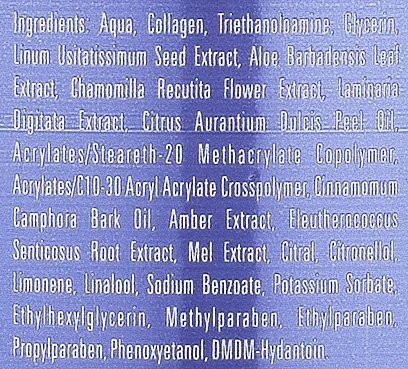 Ingredients: Aqua, Collagen, Triethanoloamine, Glycerin,
Linum Usitatissimum Seed Extract, Aloe Barbadensis Leaf
Extract, Chamomilla Recutita Flower Extract, Laminaria
Digitata Extract, Citrus Aurantium Dulcis Peel Oil,
Acrylates/Steareth-20 Methacrylate Copolymer,
Acrylates/C10-30 Acryl Acrylate Crosspolymer, Cinnamomum
Camphora Bark Oil, Amber Extract, Eleutherococcus
Senticosus Root Extract, Mel Extract, Citral, Citronellol,
Limonene, Linalool, Sodium Benzoate, Potassium Sorbate,
Ethylhexylglycerin, Methylparaben, Ethylparaben,
Propylparaben, Phenoxyetanol, DMDM-Hydantoin.